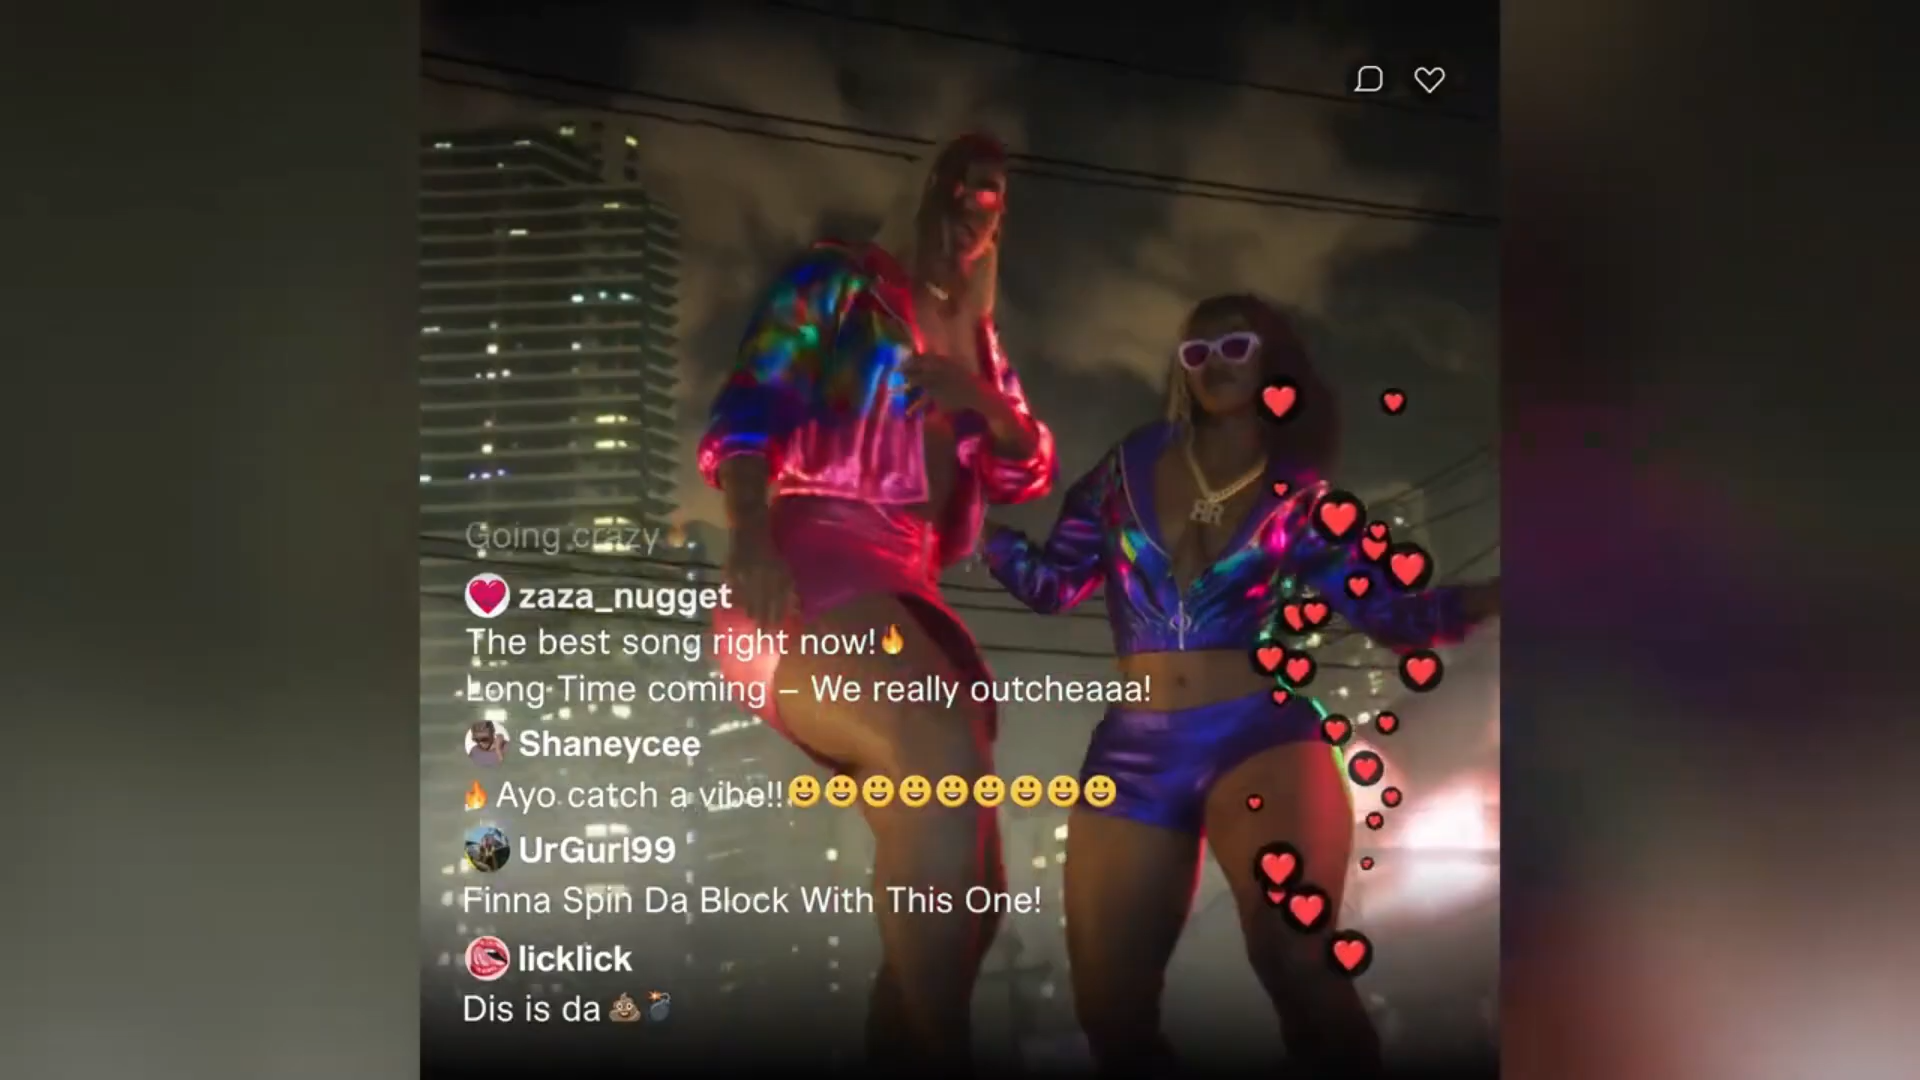 Going crazy 🔥
zaza_nugget
The best song right now!🔥
Long Time coming – We really outcheaaa!
Shaneycee
🔥Ayo catch a vibe!!😀😀😀😀😀😀😀😀😀
UrGurl99
Finna Spin Da Block With This One!
licklick
Dis is da 💩💣